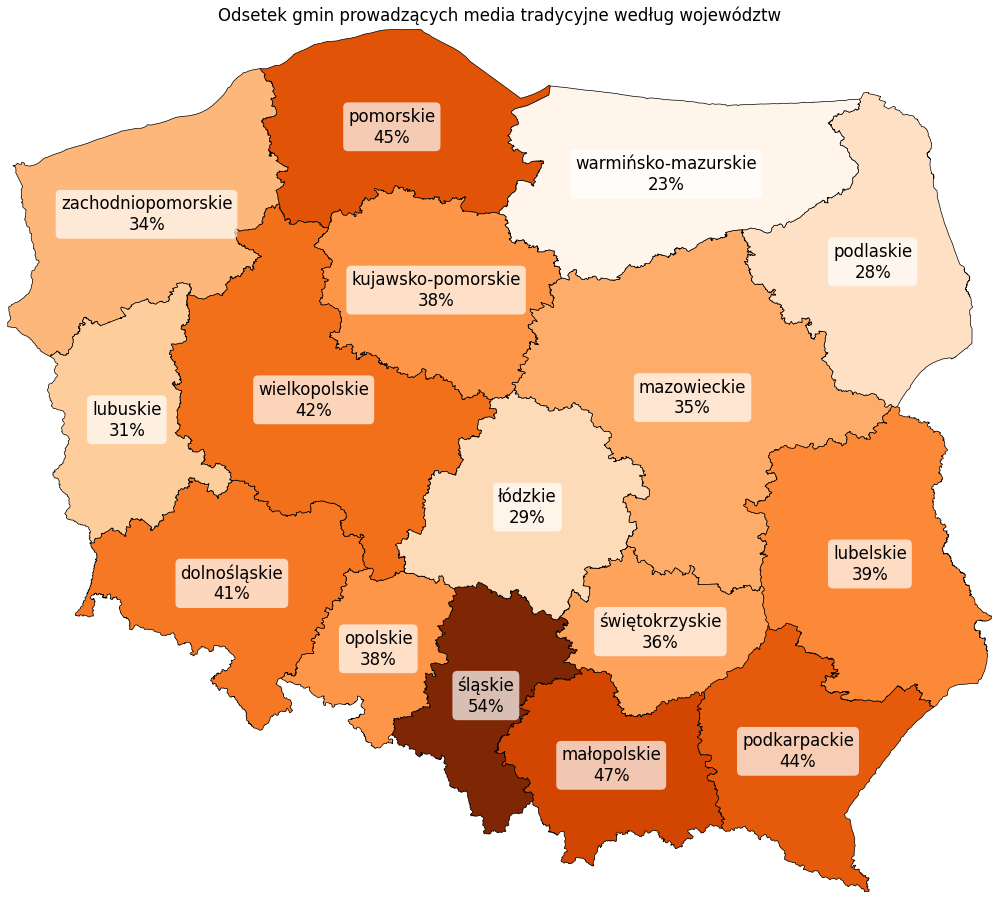 Odsetek gmin prowadzących media tradycyjne według województw
pomorskie
45%
warmińsko-mazurskie
23%
zachodniopomorskie
34%
podlaskie
28%
kujawsko-pomorskie
38%
wielkopolskie
42%
mazowieckie
35%
lubuskie
31%
łódzkie
29%
lubelskie
39%
dolnośląskie
41%
świętokrzyskie
36%
opolskie
38%
śląskie
54%
podkarpackie
44%
małopolskie
47%